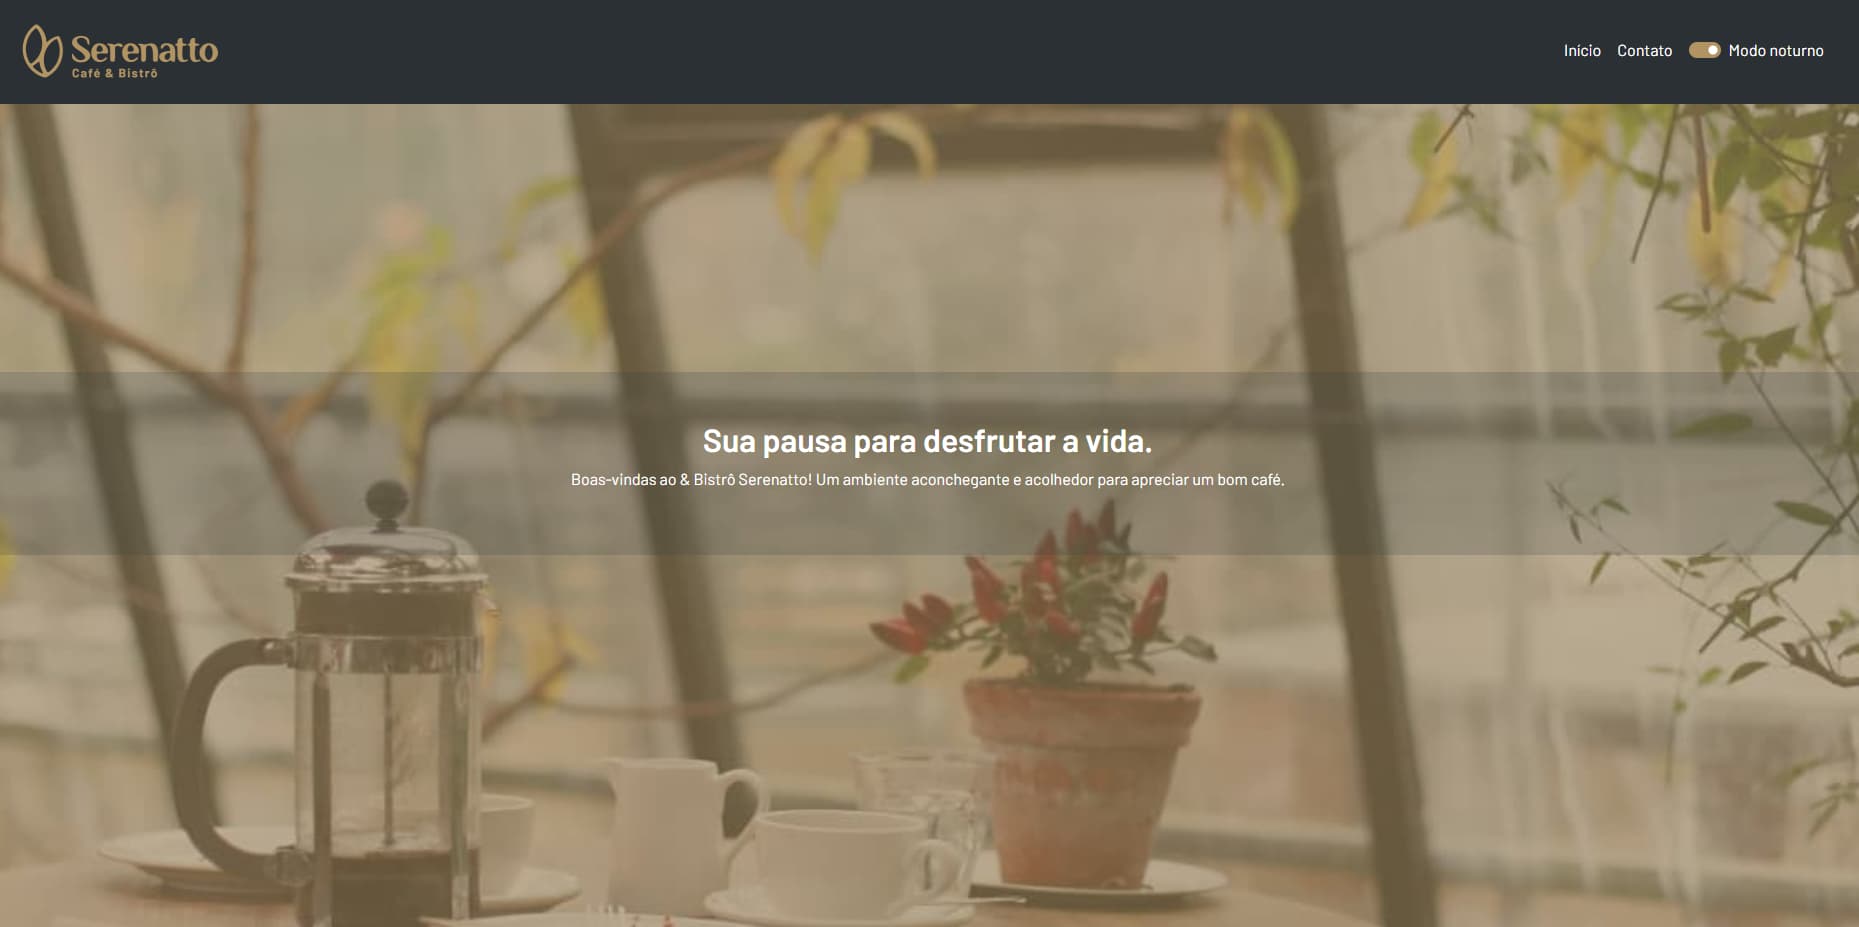 Serenatto
Café & Bistrô
Início
Contato
Modo noturno
Sua pausa para desfrutar a vida.
Boas-vindas ao & Bistrô Serenatto! Um ambiente aconchegante e acolhedor para apreciar um bom café.